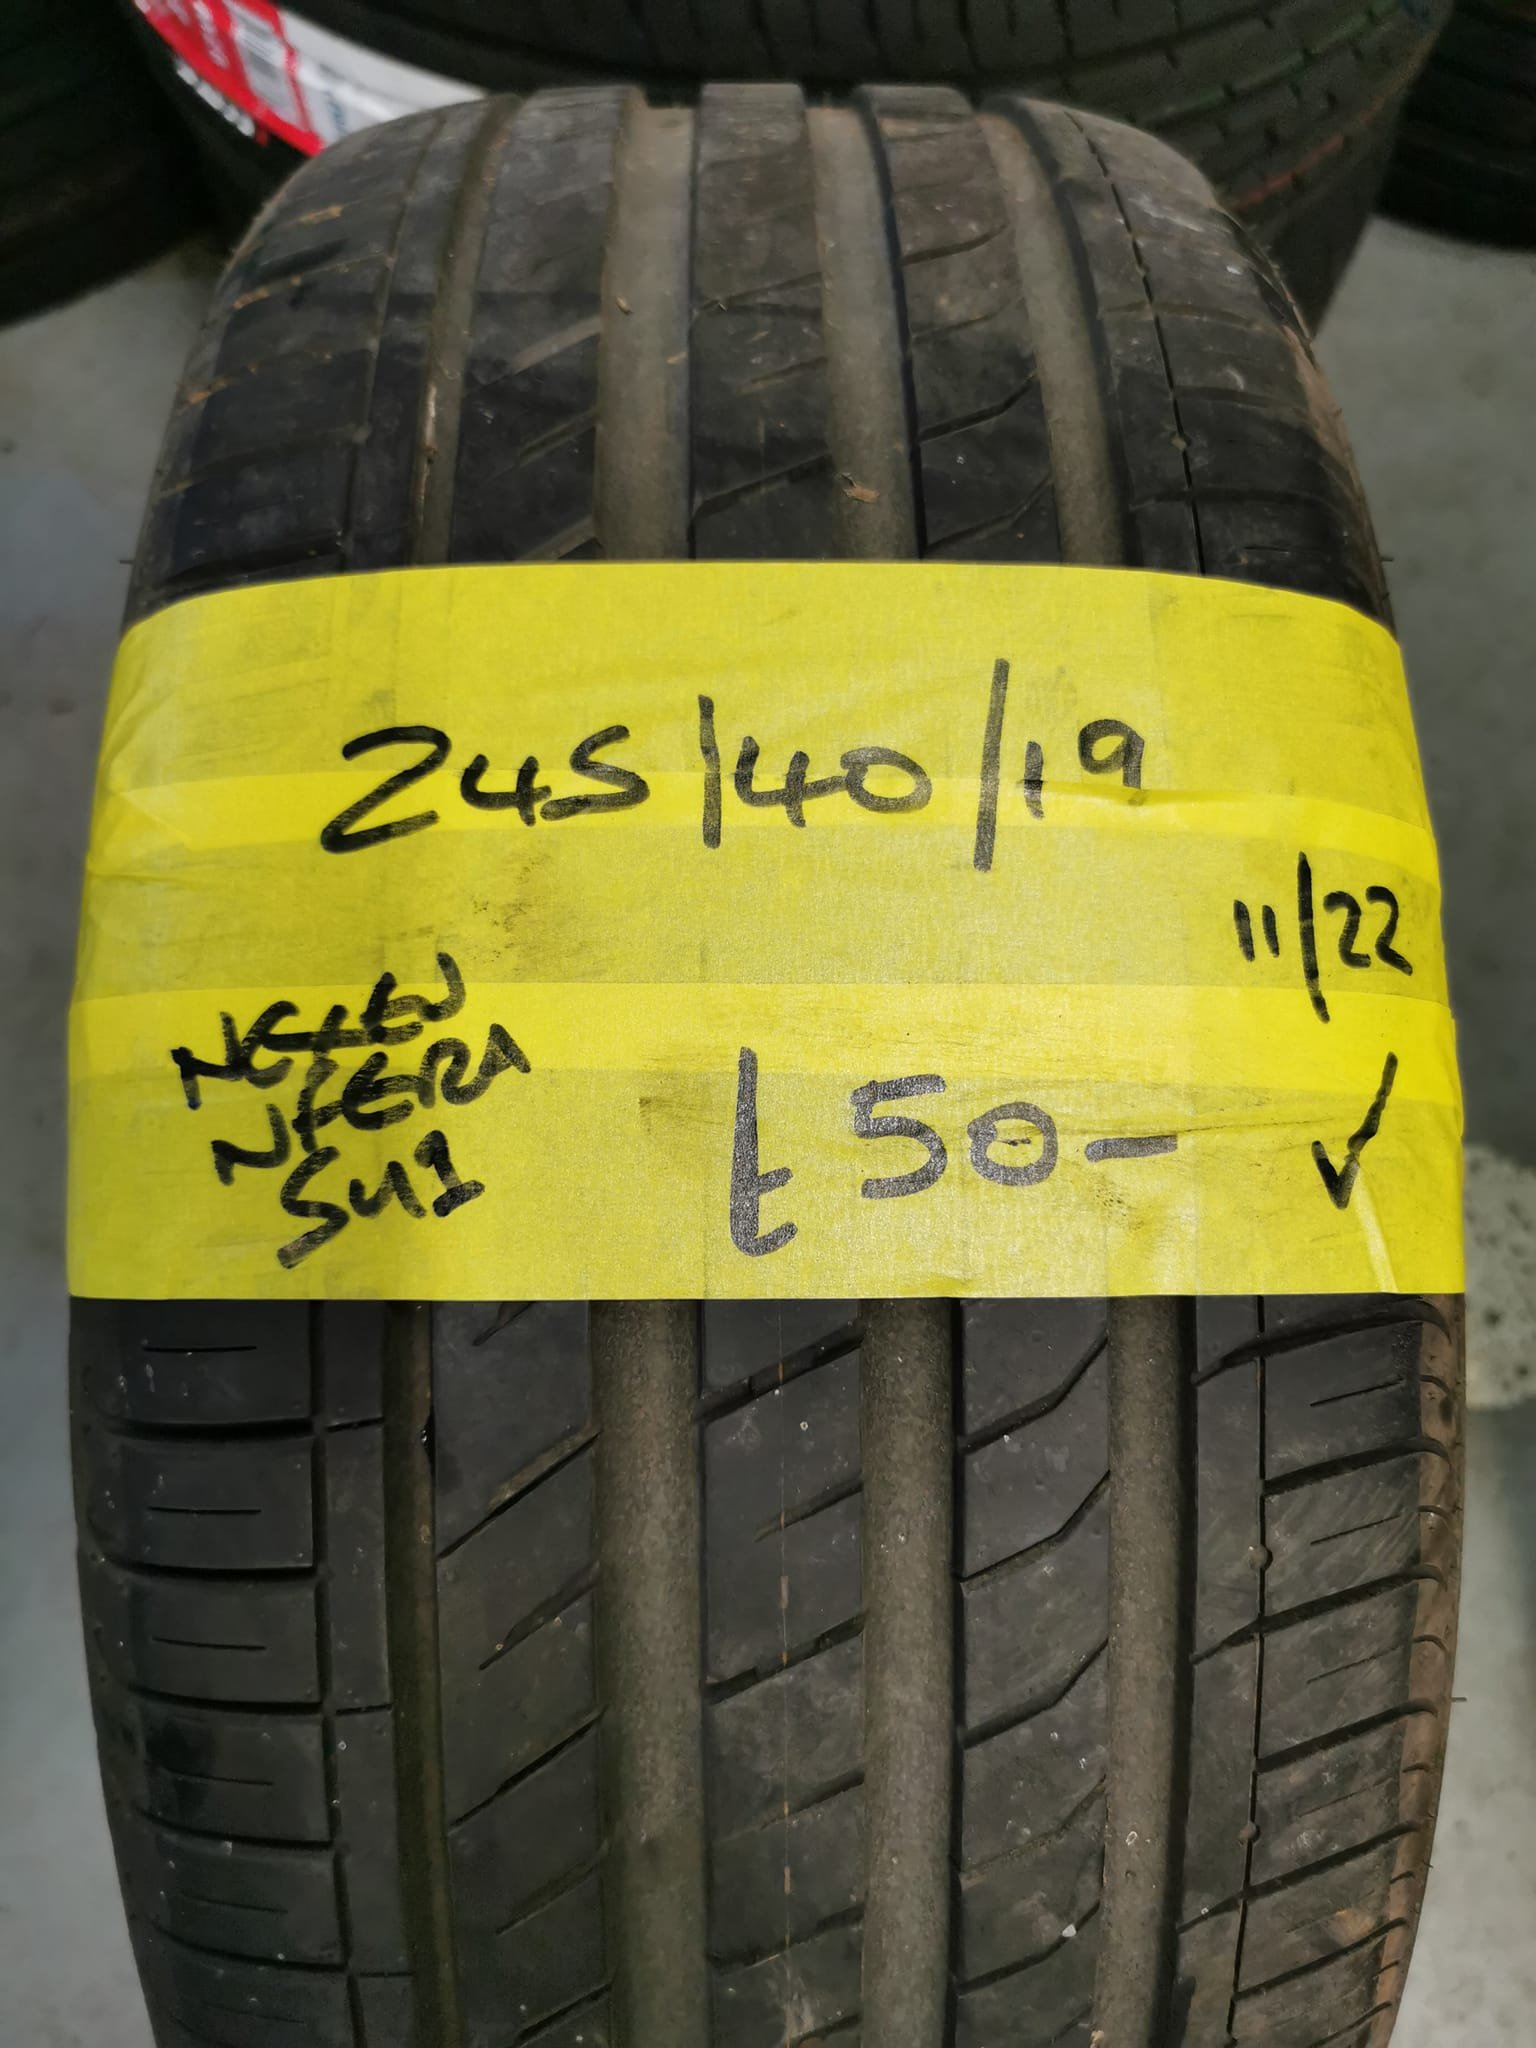 245/40/19
11/22
NEXEN
NFERA
SU1
£50-